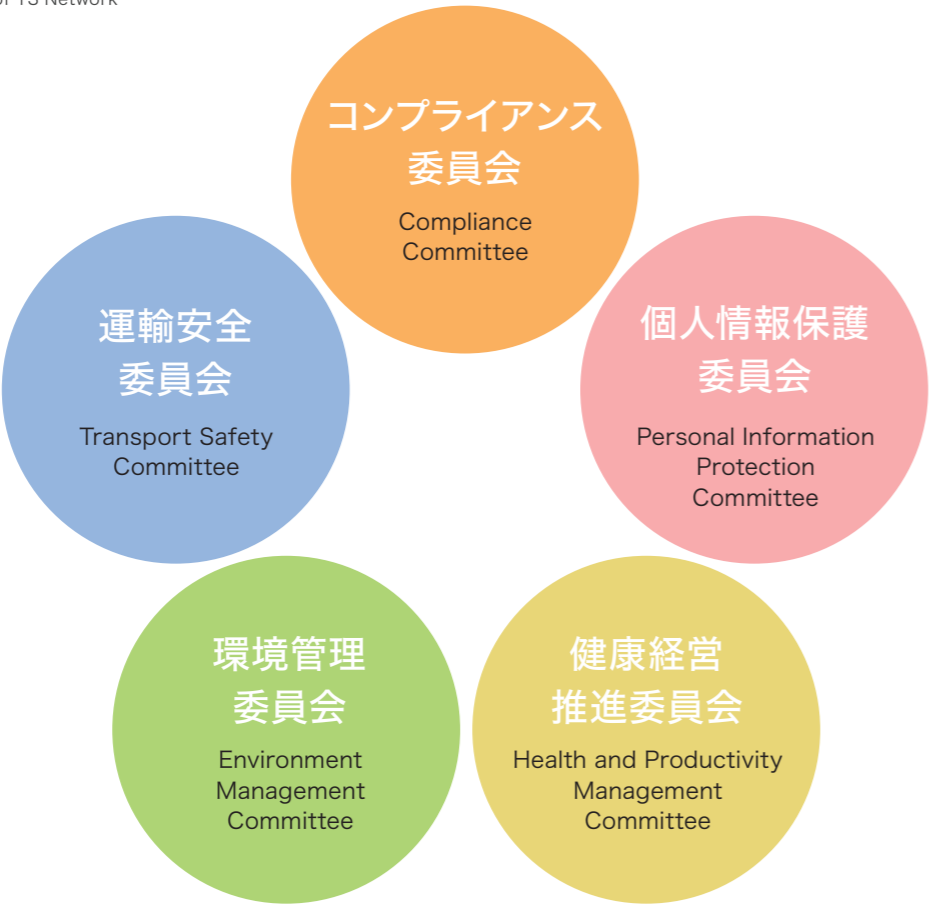 of TS Network
コンプライアンス
委員会
Compliance
Committee
運輸安全
委員会
Transport Safety
Committee
個人情報保護
委員会
Personal Information
Protection
Committee
環境管理
委員会
Environment
Management
Committee
健康経営
推進委員会
Health and Productivity
Management
Committee